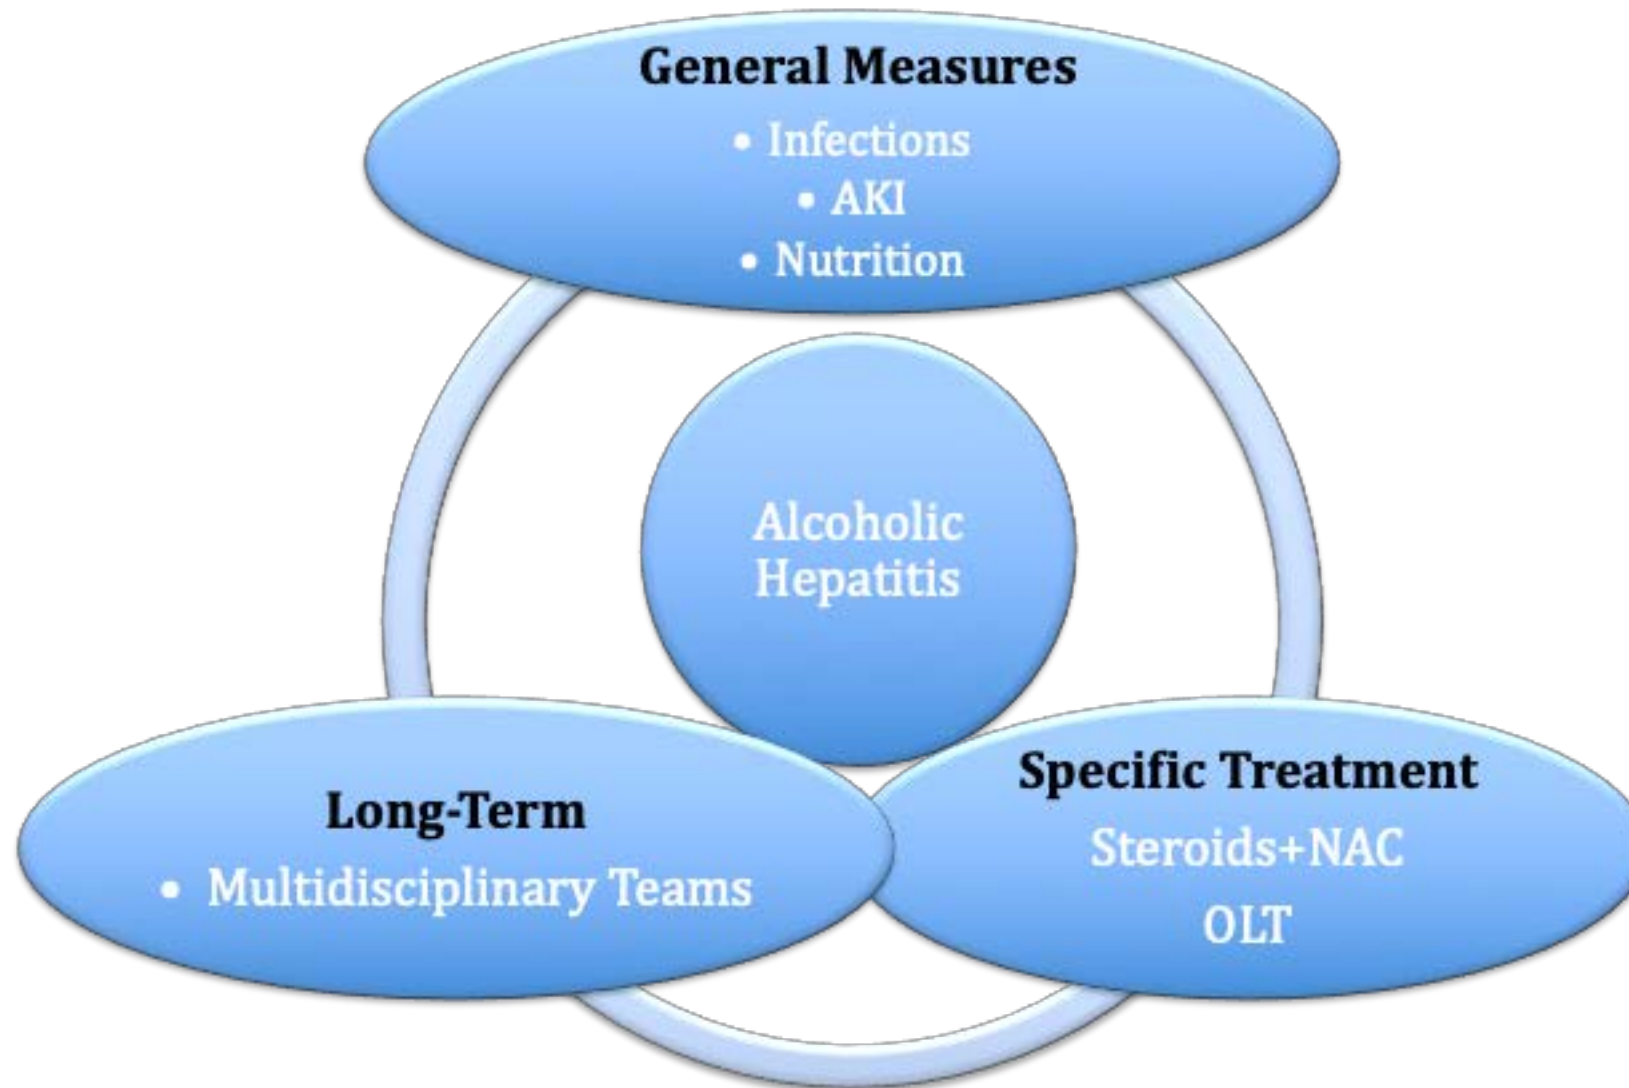 General Measures
• Infections
• AKI
• Nutrition
Alcoholic
Hepatitis
Long-Term
• Multidisciplinary Teams
Specific Treatment
Steroids+NAC
OLT